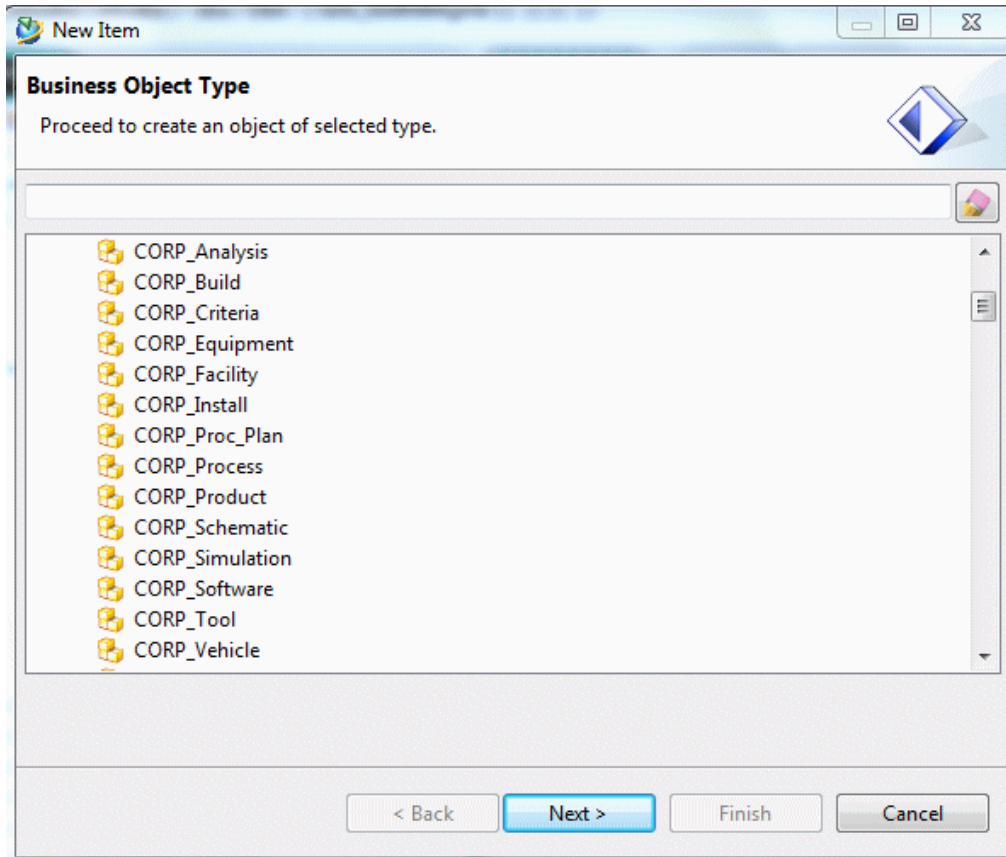 New Item
Business Object Type
Proceed to create an object of selected type.
CORP_Analysis
CORP_Build
CORP_Criteria
CORP_Equipment
CORP_Facility
CORP_Install
CORP_Proc_Plan
CORP_Process
CORP_Product
CORP_Schematic
CORP_Simulation
CORP_Software
CORP_Tool
CORP_Vehicle
< Back Next > Finish Cancel